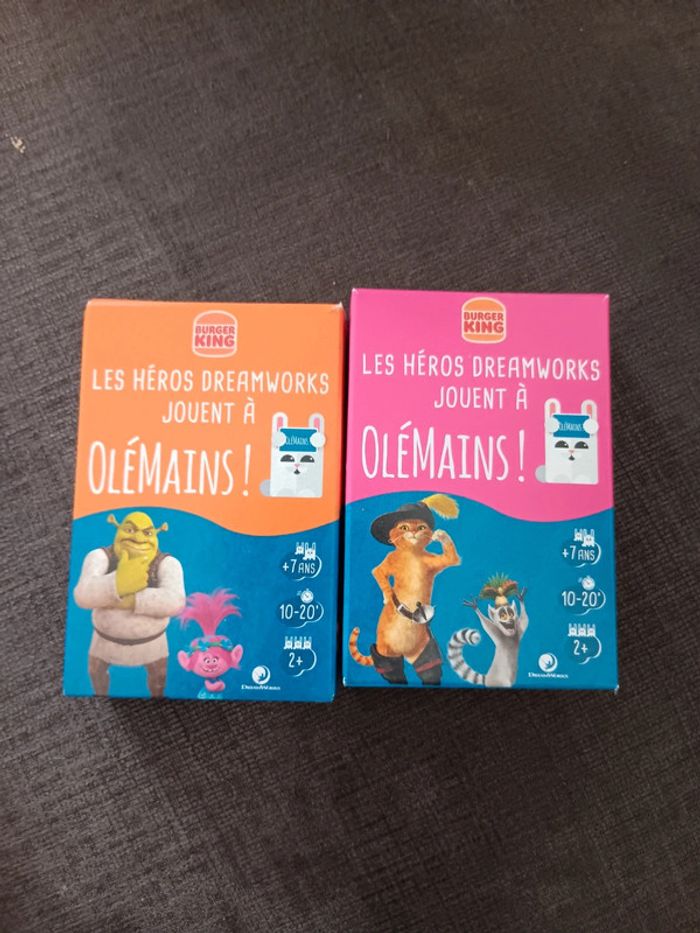 BURGER
KING
LES HÉROS DREAMWORKS
JOUENT À
OLÉMAINS !
OLÉMAINS
+7 ANS
10-20'
2+
DREAMWORKS
BURGER
KING
LES HÉROS DREAMWORKS
JOUENT À
OLÉMAINS !
OLÉMAINS
+7 ANS
10-20'
2+
DREAMWORKS